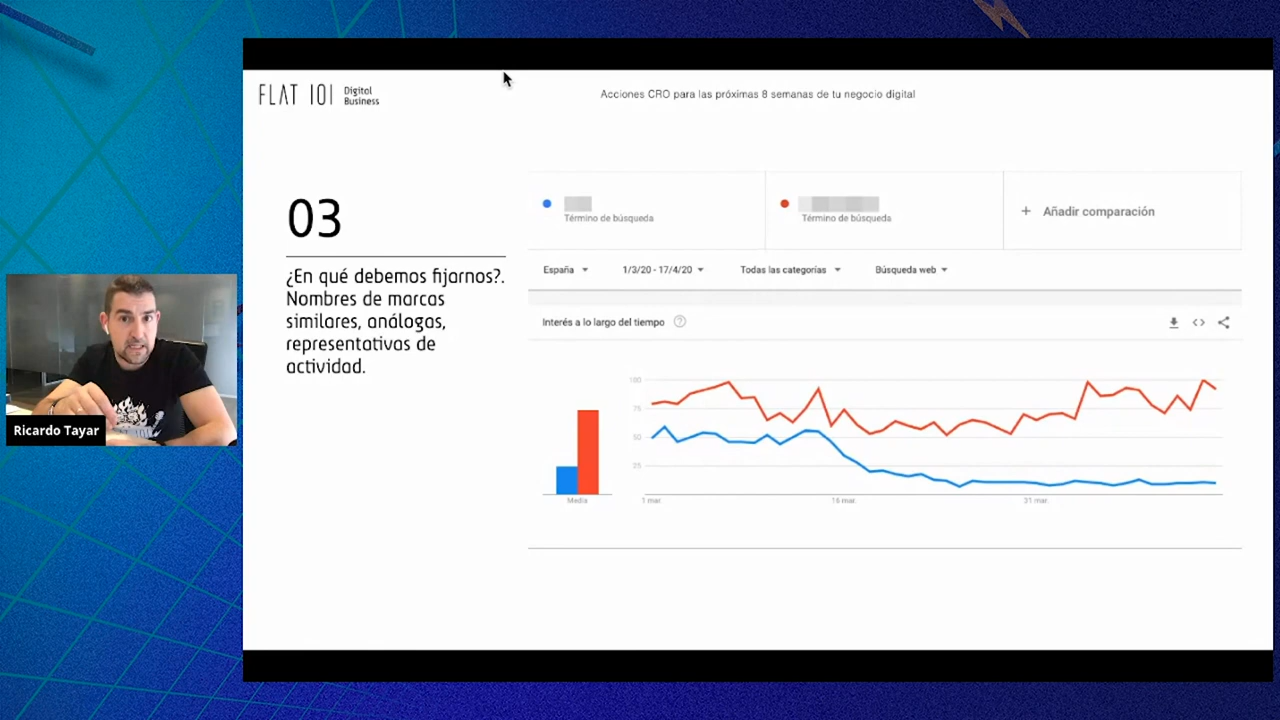 FLAT 101 Digital Business
Acciones CRO para las próximas 8 semanas de tu negocio digital
03
¿En qué debemos fijarnos?.
Nombres de marcas
similares, análogas,
representativas de
actividad.
Término de búsqueda
Término de búsqueda
+ Añadir comparación
España
1/3/20 - 17/4/20
Todas las categorías
Búsqueda web
Interés a lo largo del tiempo
100
75
50
25
Media
1 mar.
16 mar.
31 mar.
Ricardo Tayar